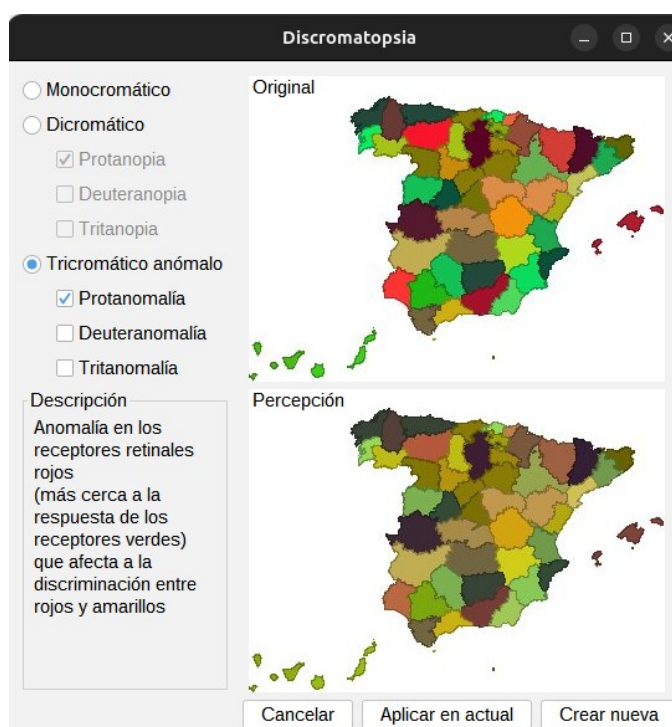 Discromatopsia
Monocromático
Dicromático
Protanopia
Deuteranopia
Tritanopia
Tricromático anómalo
Protanomalía
Deuteranomalía
Tritanomalía
Descripción
Anomalía en los
receptores retinales
rojos
(más cerca a la
respuesta de los
receptores verdes)
que afecta a la
discriminación entre
rojos y amarillos
Original
Percepción
Cancelar
Aplicar en actual
Crear nueva